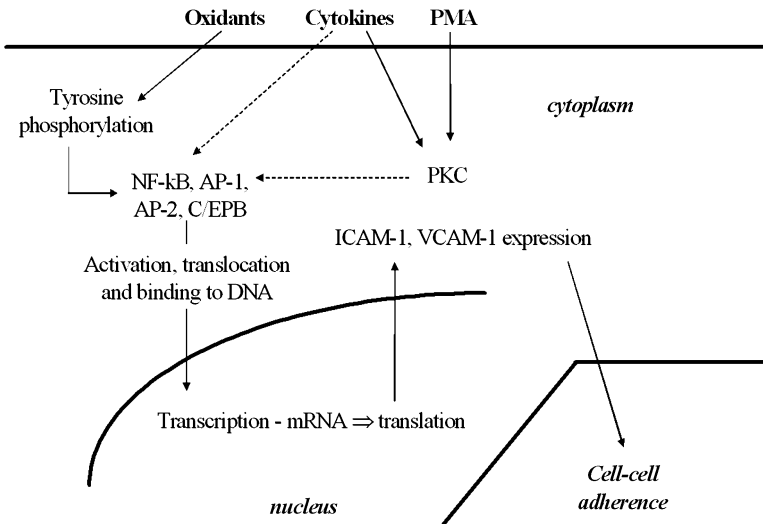 Oxidants Cytokines PMA
Tyrosine
phosphorylation
cytoplasm
PKC
NF-kB, AP-1,
AP-2, C/EPB
ICAM-1, VCAM-1 expression
Activation, translocation
and binding to DNA
Transcription - mRNA ⇒ translation
Cell-cell
adherence
nucleus